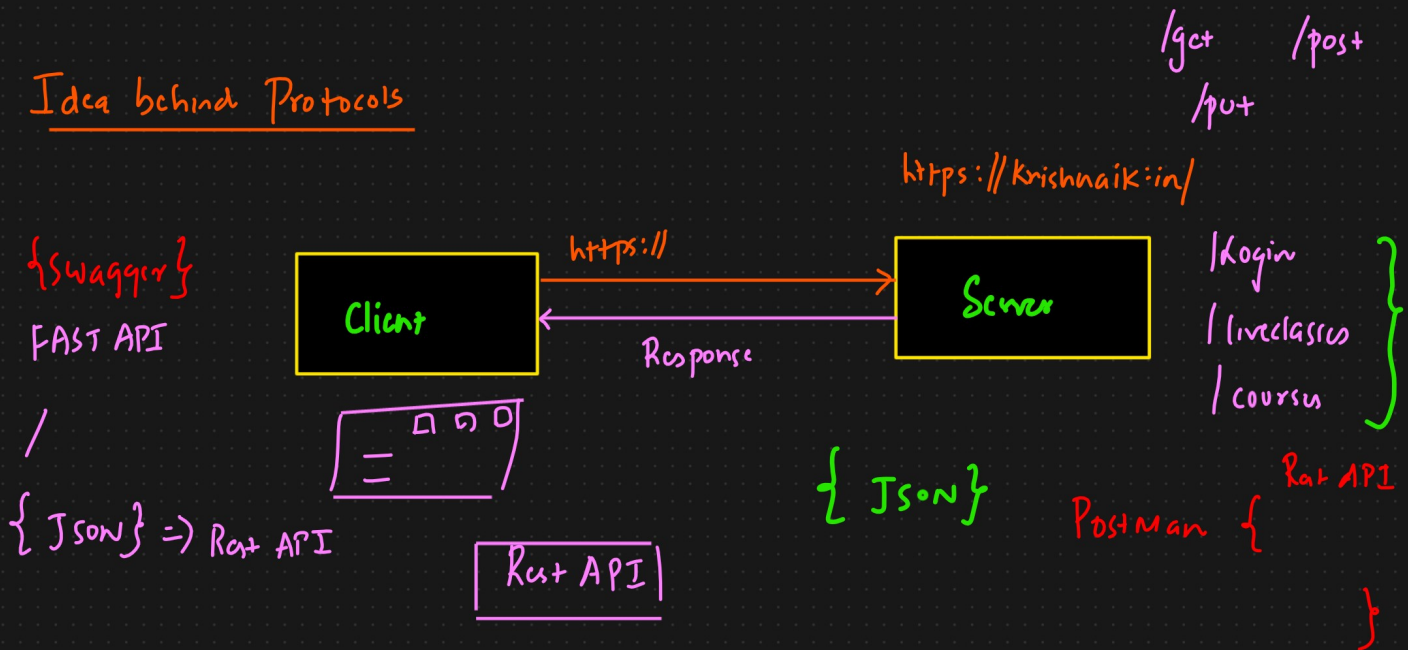 /get /post
/put
Idea behind Protocols
https://krishnaik:in/
{Swagger}
FAST API
https://
Client
Server
Response
/Login
/liveclasses
/courses
/
{Json} => Rest API
Rest API
{Json}
Rest API
Postman {
}